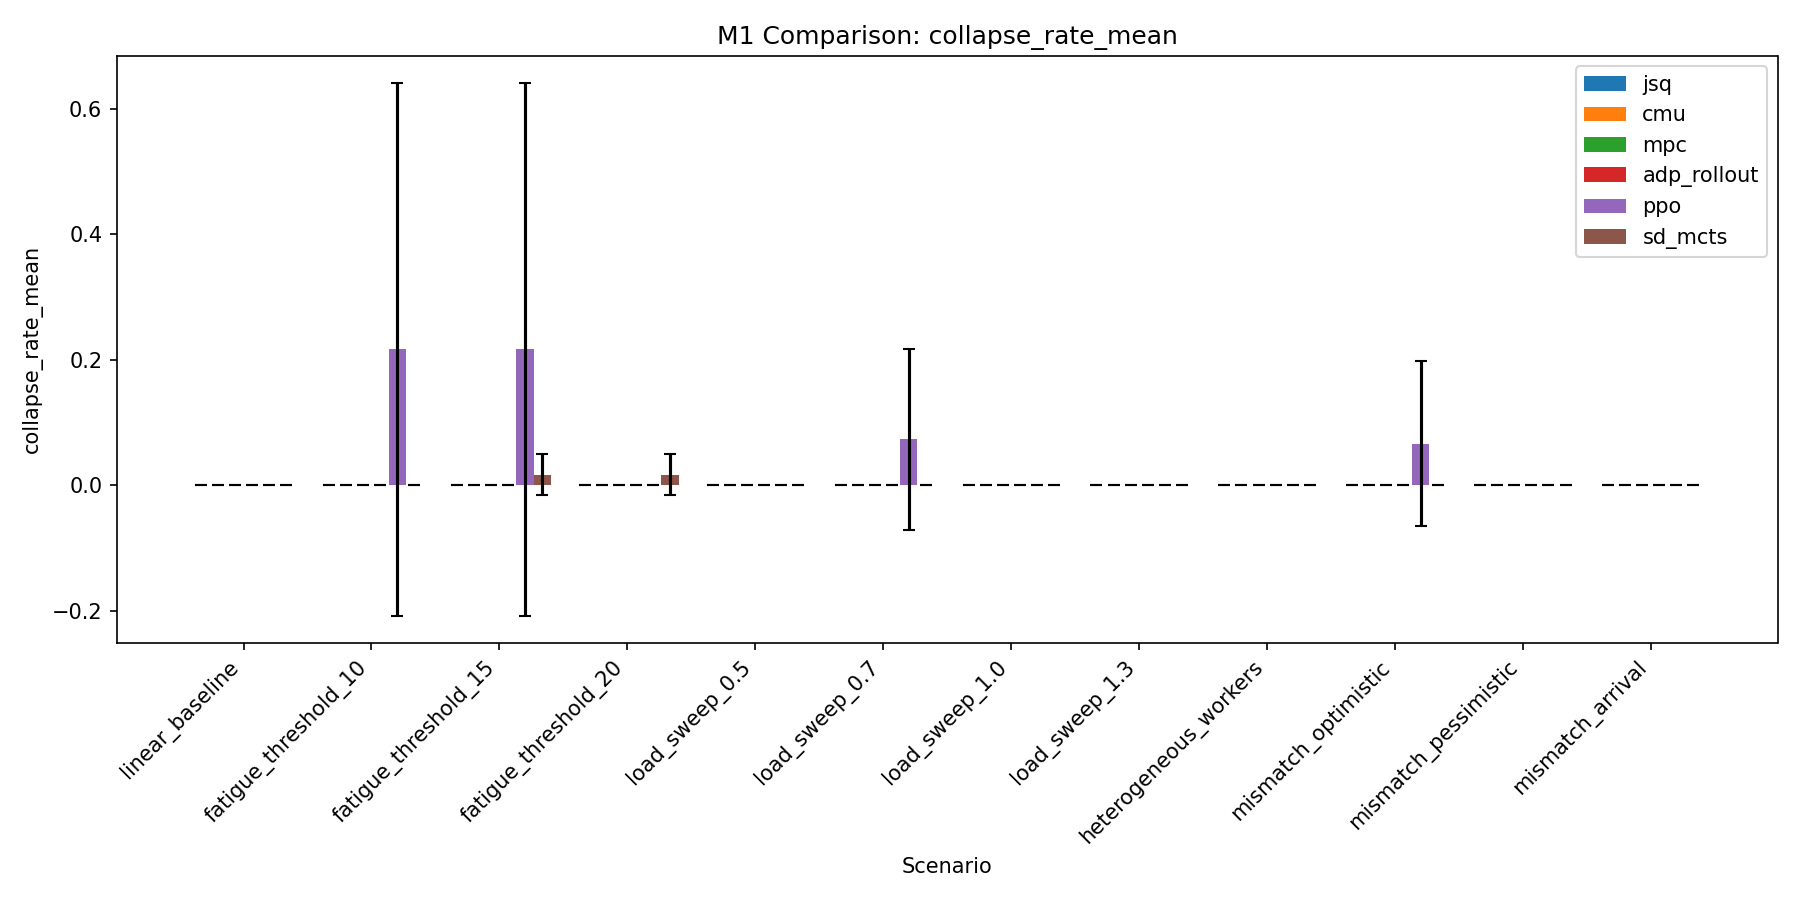 M1 Comparison: collapse_rate_mean
collapse_rate_mean
0.6
0.4
0.2
0.0
−0.2
jsq
cmu
mpc
adp_rollout
ppo
sd_mcts
linear_baseline
fatigue_threshold_10
fatigue_threshold_15
fatigue_threshold_20
load_sweep_0.5
load_sweep_0.7
load_sweep_1.0
load_sweep_1.3
heterogeneous_workers
mismatch_optimistic
mismatch_pessimistic
mismatch_arrival
Scenario